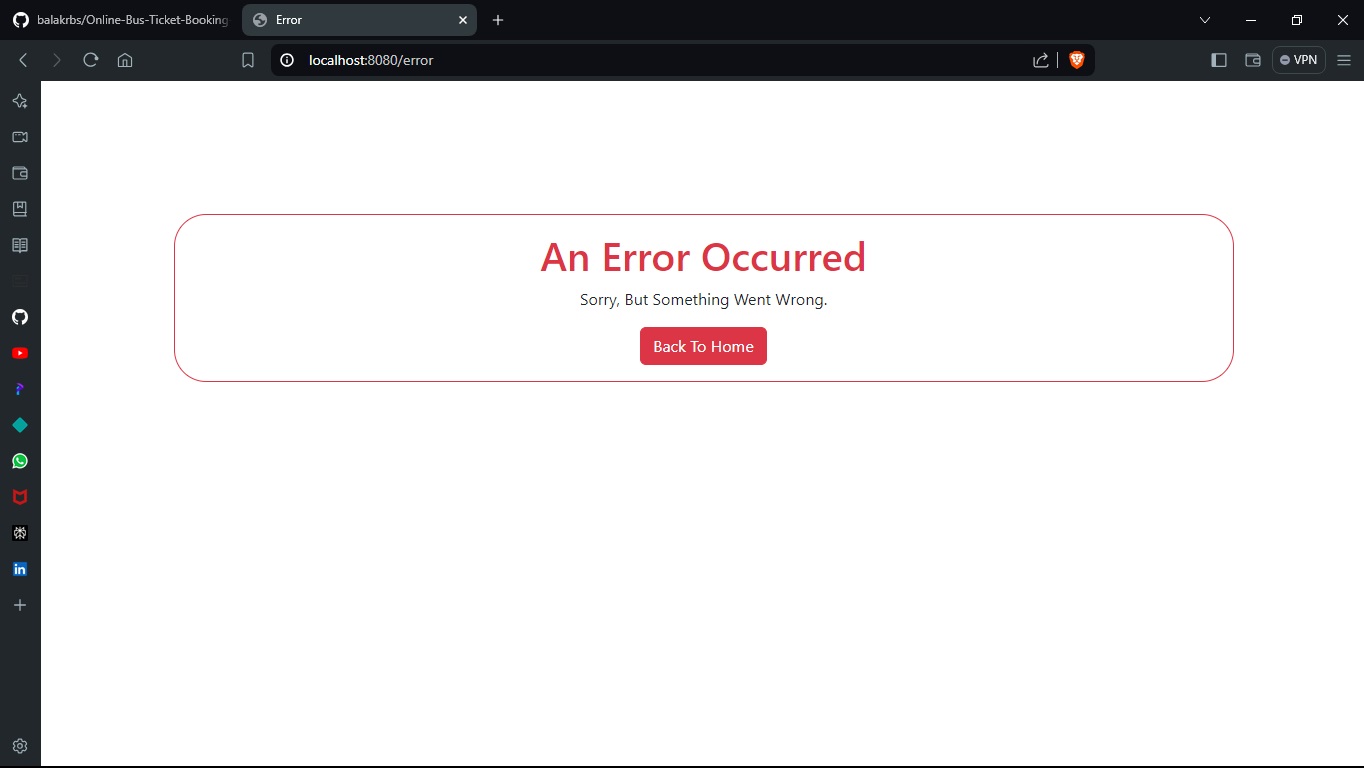 balakrbs/Online-Bus-Ticket-Booking
Error
localhost:8080/error
VPN
An Error Occurred
Sorry, But Something Went Wrong.
Back To Home
in